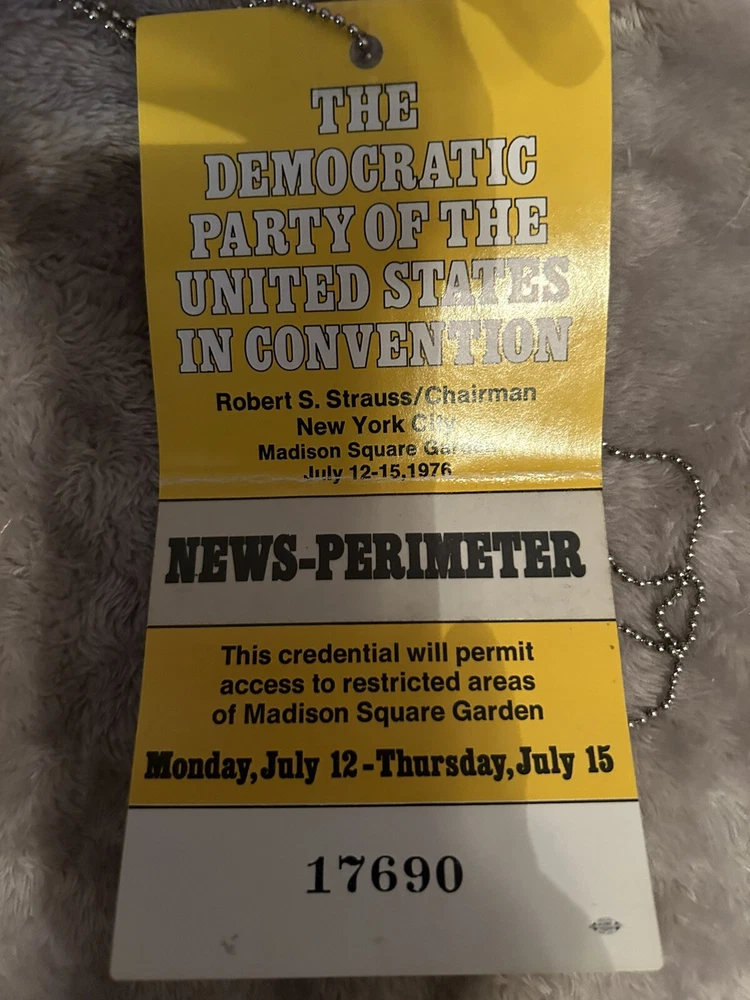 THE
DEMOCRATIC
PARTY OF THE
UNITED STATES
IN CONVENTION
Robert S. Strauss/Chairman
New York City
Madison Square Garden
July 12-15,1976
NEWS-PERIMETER
This credential will permit
access to restricted areas
of Madison Square Garden
Monday, July 12-Thursday, July 15
17690